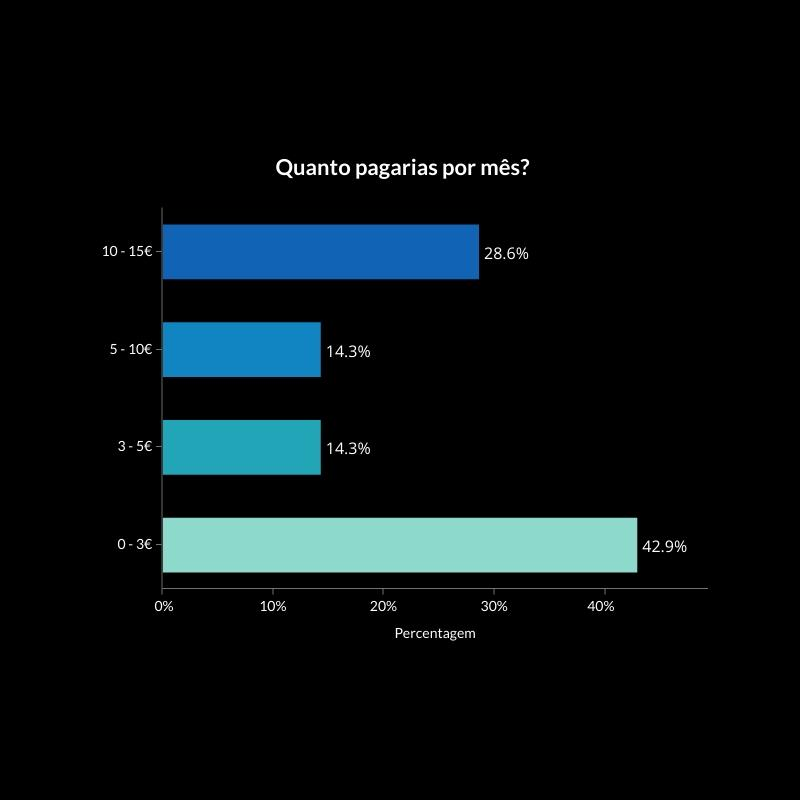 Quanto pagarias por mês?
10 - 15€
28.6%
5 - 10€
14.3%
3 - 5€
14.3%
0 - 3€
42.9%
0% 10% 20% 30% 40%
Percentagem